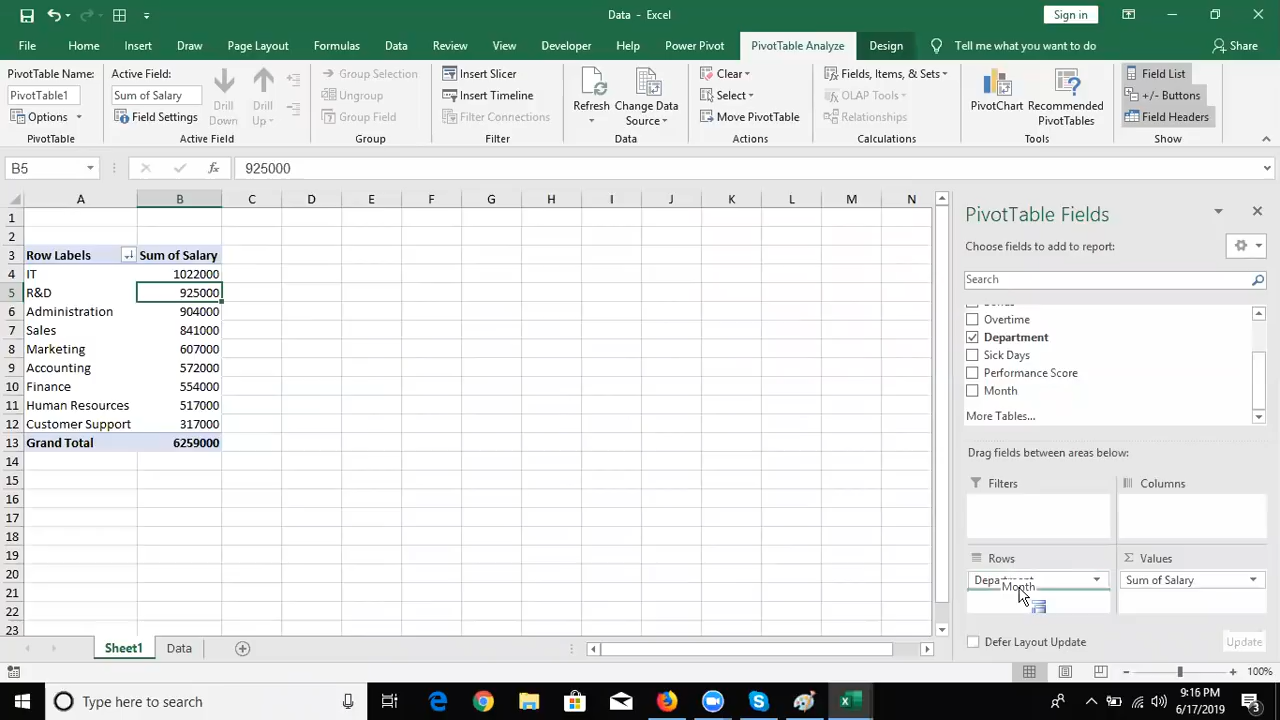 Data - Excel
Sign in
File Home Insert Draw Page Layout Formulas Data Review View Developer Help Power Pivot PivotTable Analyze Design Tell me what you want to do Share
PivotTable Name:
PivotTable1
Options
PivotTable
Active Field:
Sum of Salary
Field Settings
Drill Down
Drill Up
Active Field
Group Selection
Ungroup
Group Field
Group
Insert Slicer
Insert Timeline
Filter Connections
Filter
Refresh
Change Data Source
Data
Clear
Select
Move PivotTable
Actions
Fields, Items, & Sets
OLAP Tools
Relationships
Calculations
PivotChart
Recommended PivotTables
Tools
Field List
+/- Buttons
Field Headers
Show
B5 fx 925000
A B C D E F G H I J K L M N
1
2
3 Row Labels Sum of Salary
4 IT 1022000
5 R&D 925000
6 Administration 904000
7 Sales 841000
8 Marketing 607000
9 Accounting 572000
10 Finance 554000
11 Human Resources 517000
12 Customer Support 317000
13 Grand Total 6259000
14
15
16
17
18
19
20
21
22
23
PivotTable Fields
Choose fields to add to report:
Search
Overtime
Department
Sick Days
Performance Score
Month
More Tables...
Drag fields between areas below:
Filters
Columns
Rows
Values
Department
Month
Sum of Salary
Defer Layout Update
Update
Sheet1 Data
100%
Type here to search
9:16 PM
6/17/2019
3